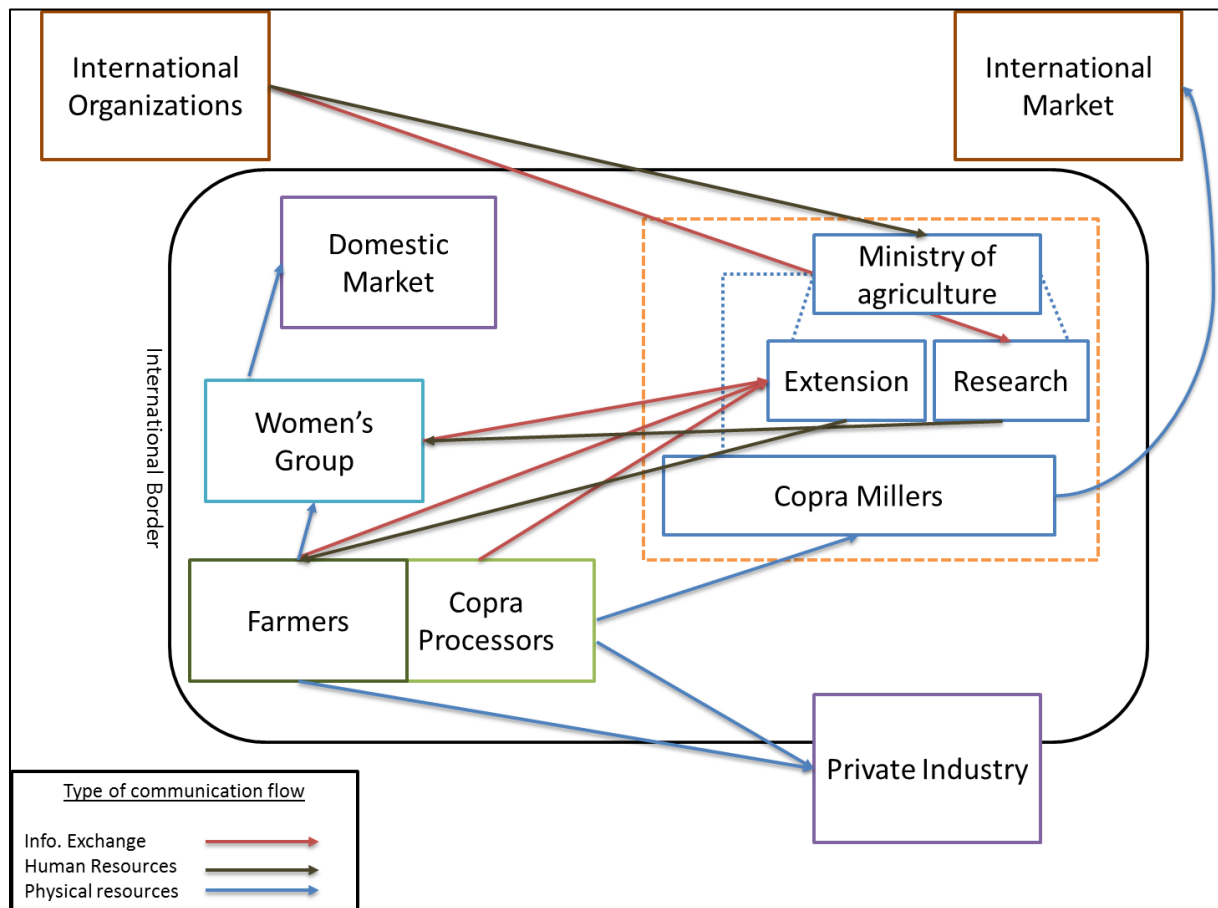 International
Organizations
International
Market
Domestic
Market
Ministry of
agriculture
International Border
Extension
Research
Women's
Group
Copra Millers
Farmers
Copra
Processors
Private Industry
Type of communication flow
Info. Exchange
Human Resources
Physical resources